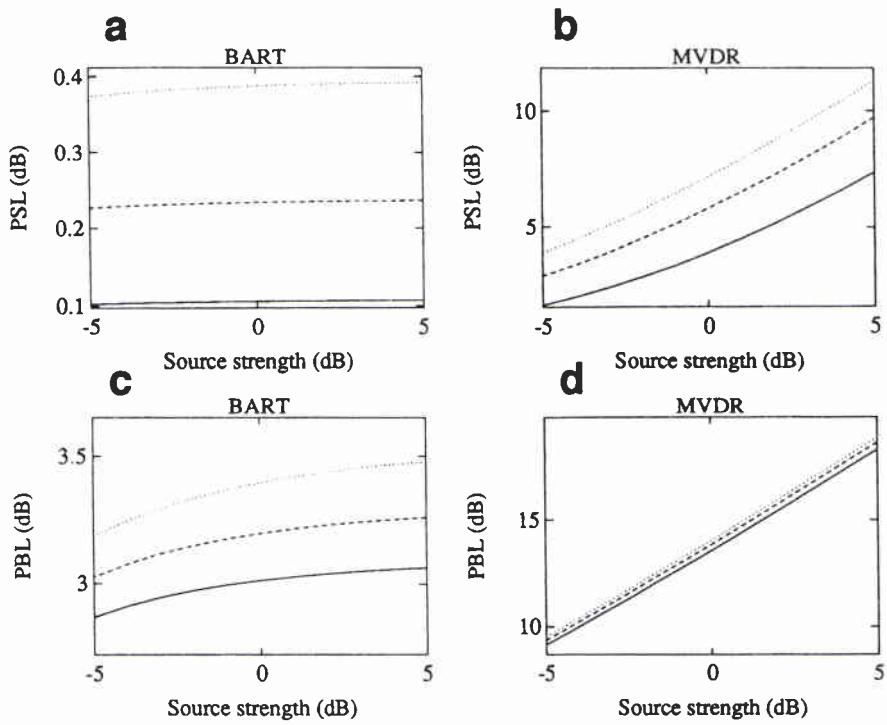 a
BART
0.4
0.3
0.2
0.1
PSL (dB)
-5
0
5
Source strength (dB)
b
MVDR
10
5
PSL (dB)
-5
0
5
Source strength (dB)
c
BART
3.5
3
PBL (dB)
-5
0
5
Source strength (dB)
d
MVDR
15
10
PBL (dB)
-5
0
5
Source strength (dB)